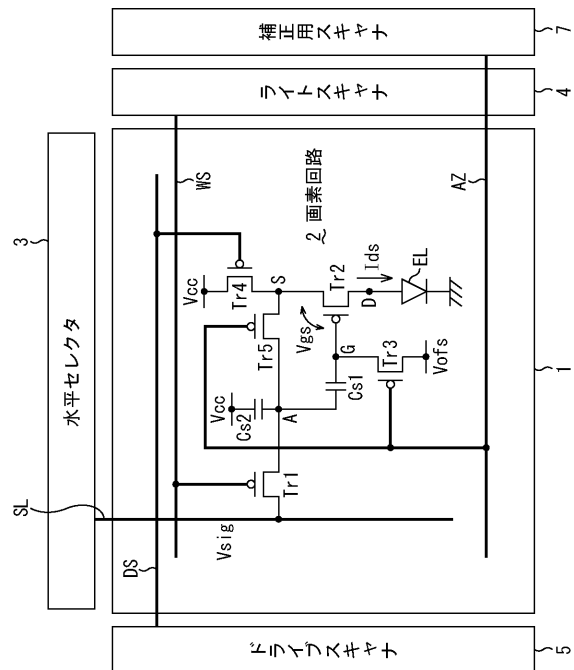 補正用スキャナ
7
ライトスキャナ
4
3
水平セレクタ
WS
AZ
2 画素回路
Vcc
Tr4
S
Tr2
Ids
EL
D
Vgs
Tr5
G
Tr3
Vofs
Vcc
Cs2
Cs1
A
Tr1
1
SL
Vsig
DS
ドライブスキャナ
5